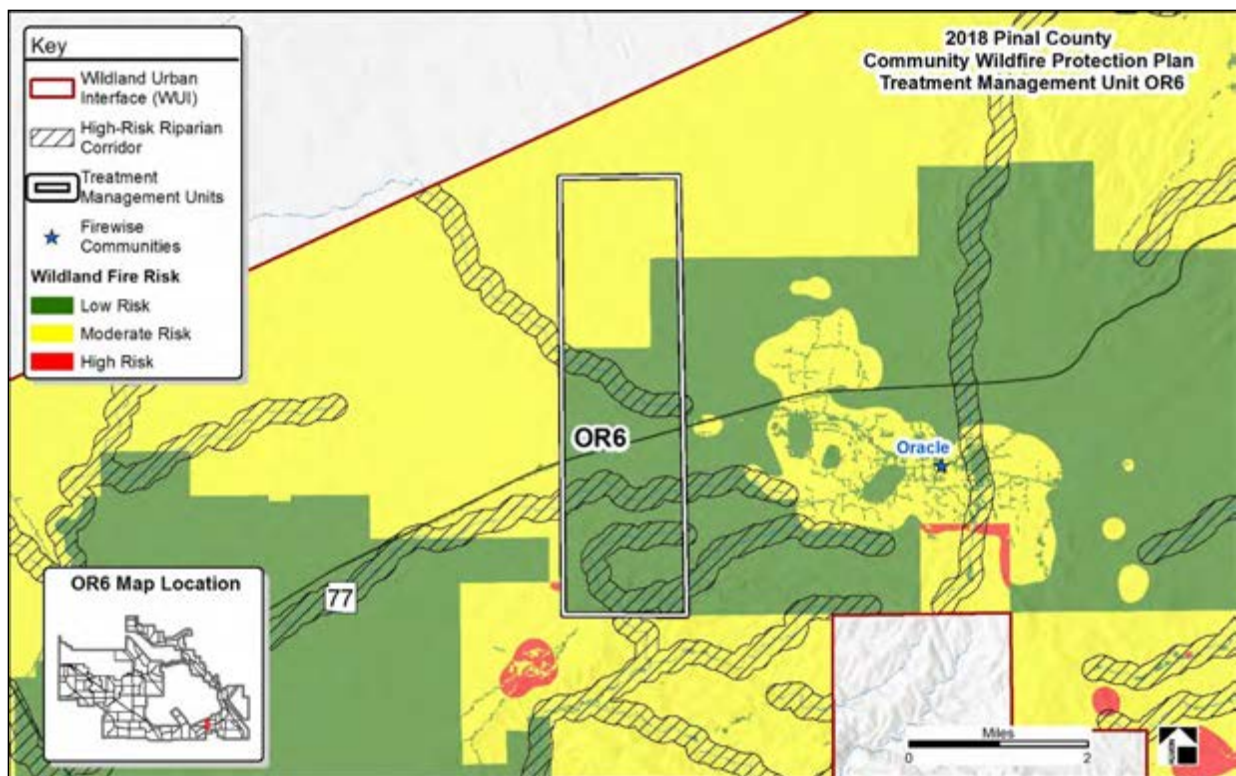 Key
Wildland Urban
Interface (WUI)
High-Risk Riparian
Corridor
Treatment
Management Units
Firewise
Communities
Wildland Fire Risk
Low Risk
Moderate Risk
High Risk
2018 Pinal County
Community Wildfire Protection Plan
Treatment Management Unit OR6
OR6
Oracle
77
OR6 Map Location
Miles
0
2